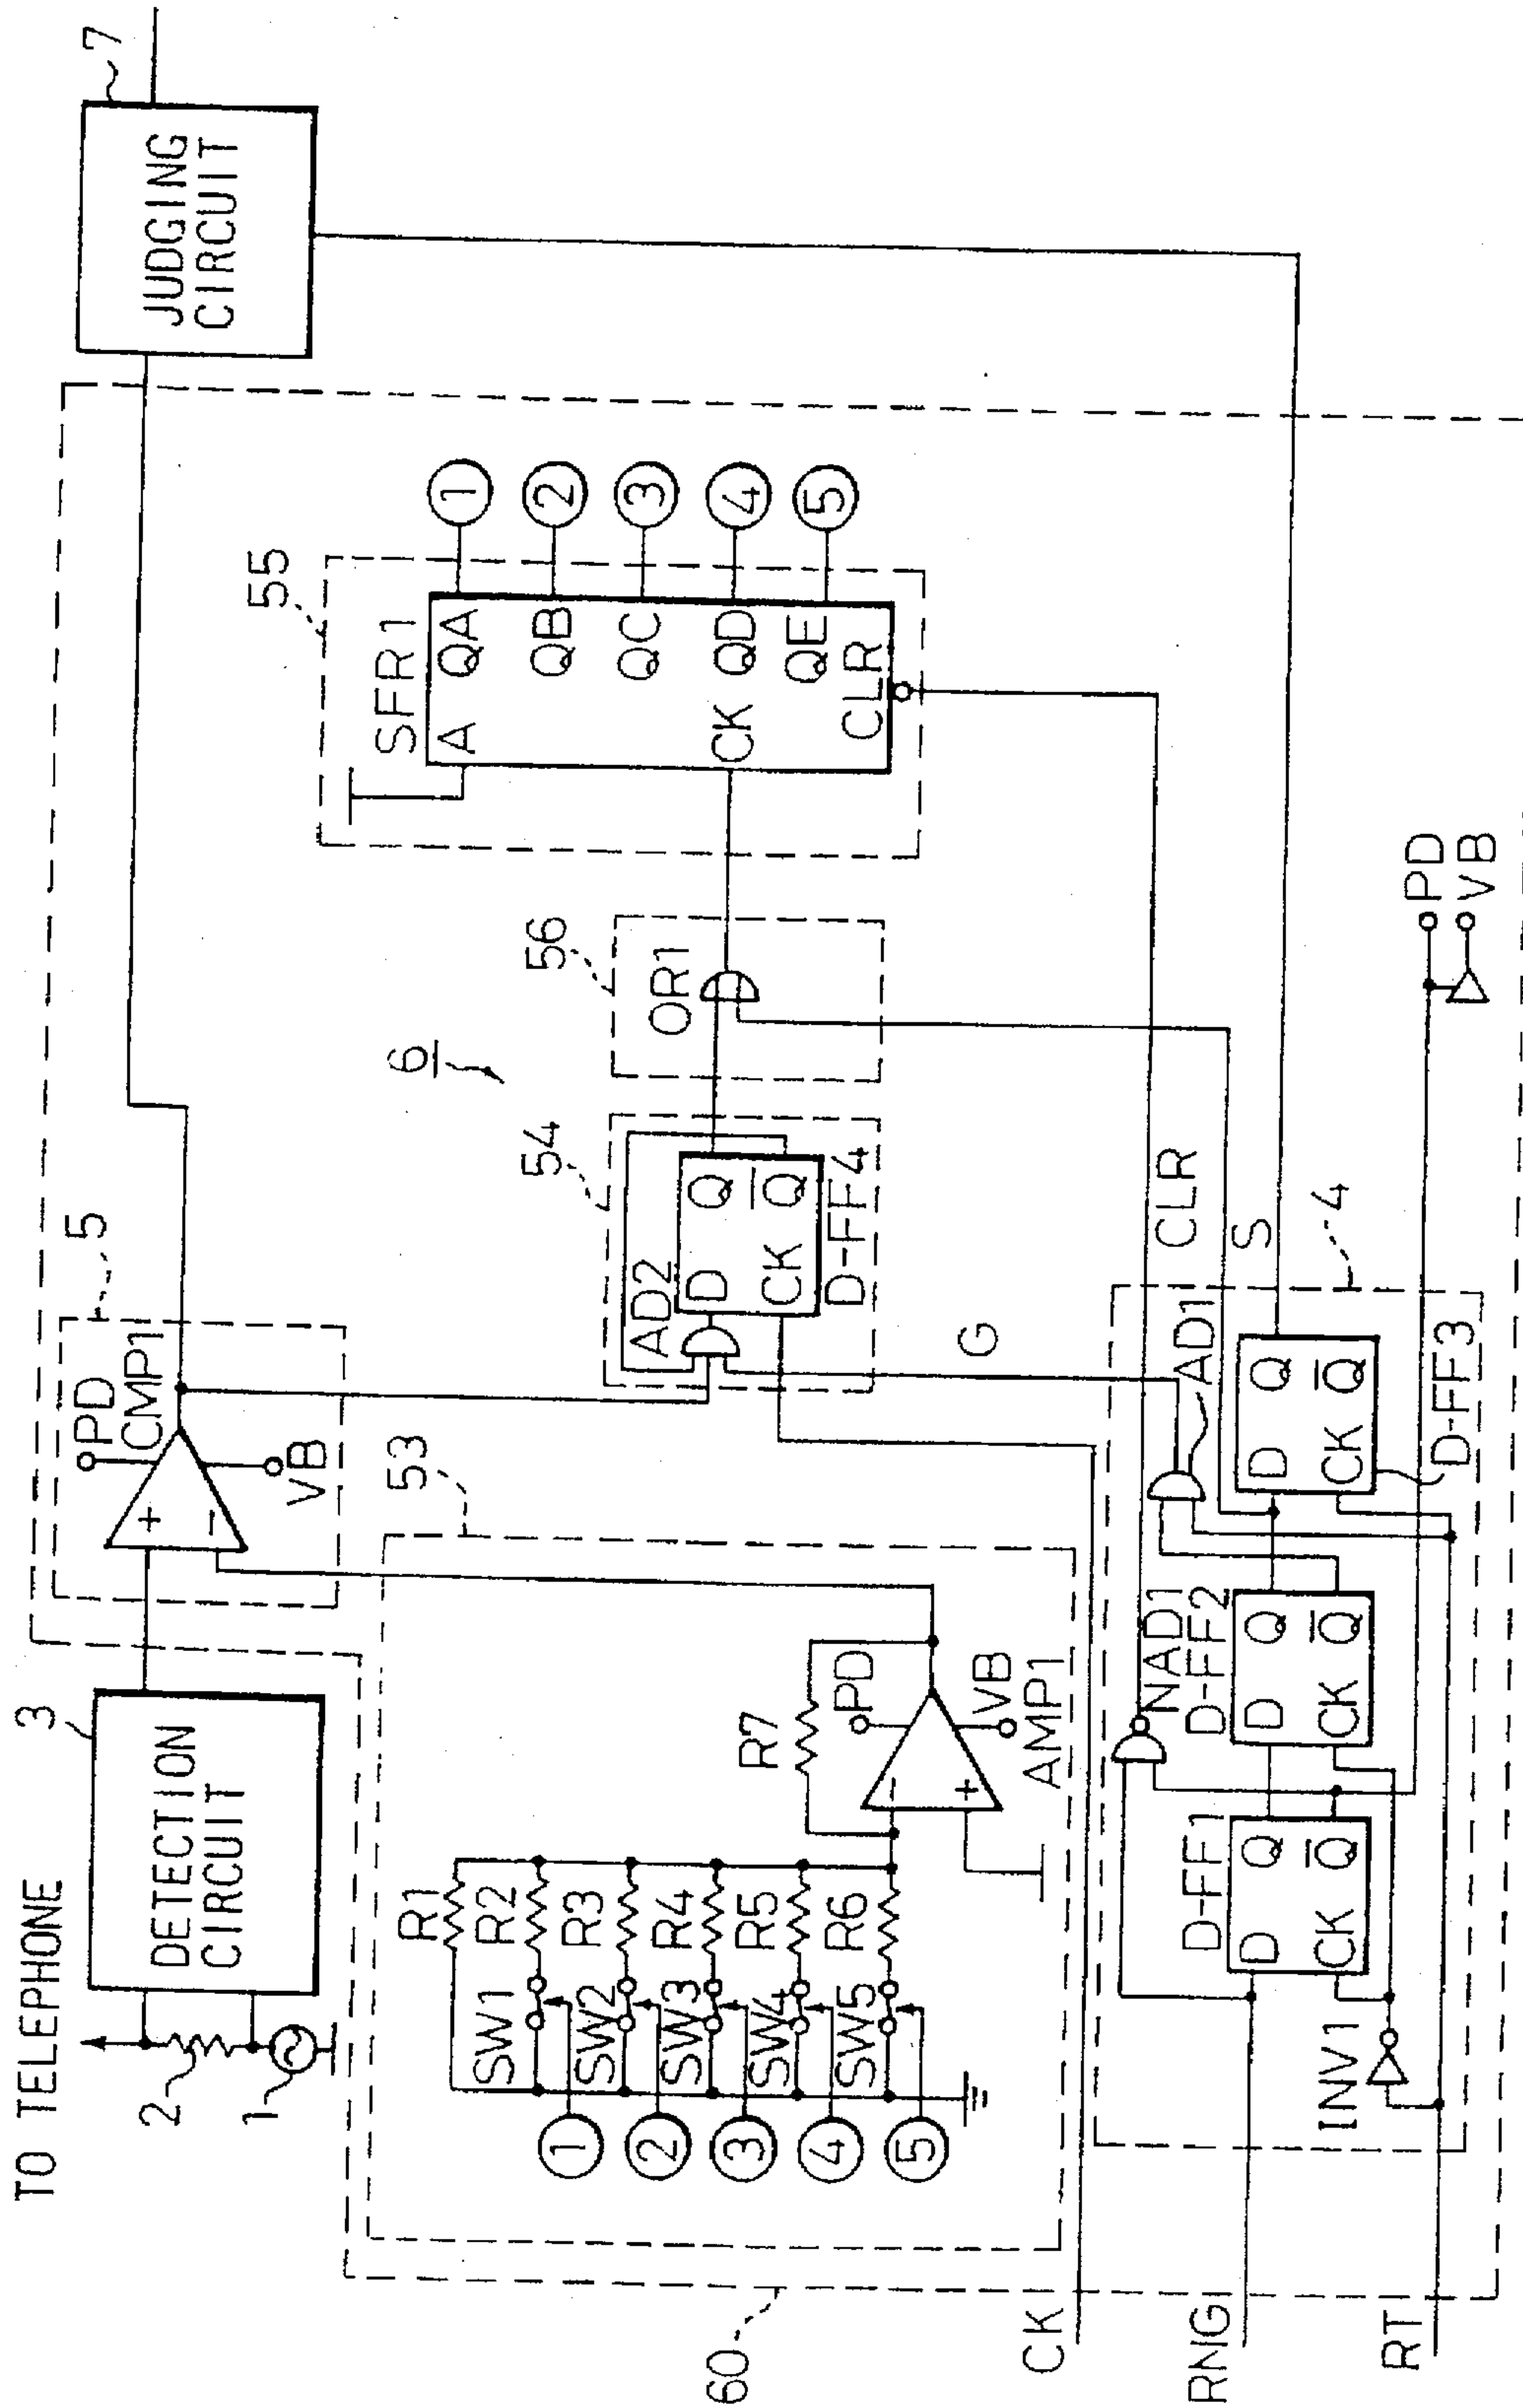 TO TELEPHONE
1
2
3
DETECTION
CIRCUIT
5
PD
CMP1
+
−
VB
7
JUDGING
CIRCUIT
53
R1
SW1
R2
SW2
R3
SW3
R4
SW4
R5
SW5
R6
①
②
③
④
⑤
R7
PD
−
+
VB
AMP1
6
54
AD2
D
Q
CK
Q̅
D-FF4
56
OR1
55
SFR1
A
QA
QB
QC
CK
QD
QE
CLR
①
②
③
④
⑤
60
CK
RNG
RT
INV1
D-FF1
D
Q
CK
Q̅
NAD1
D-FF2
D
Q
CK
Q̅
AD1
D
Q
CK
Q̅
D-FF3
G
CLR
S
4
PD
VB